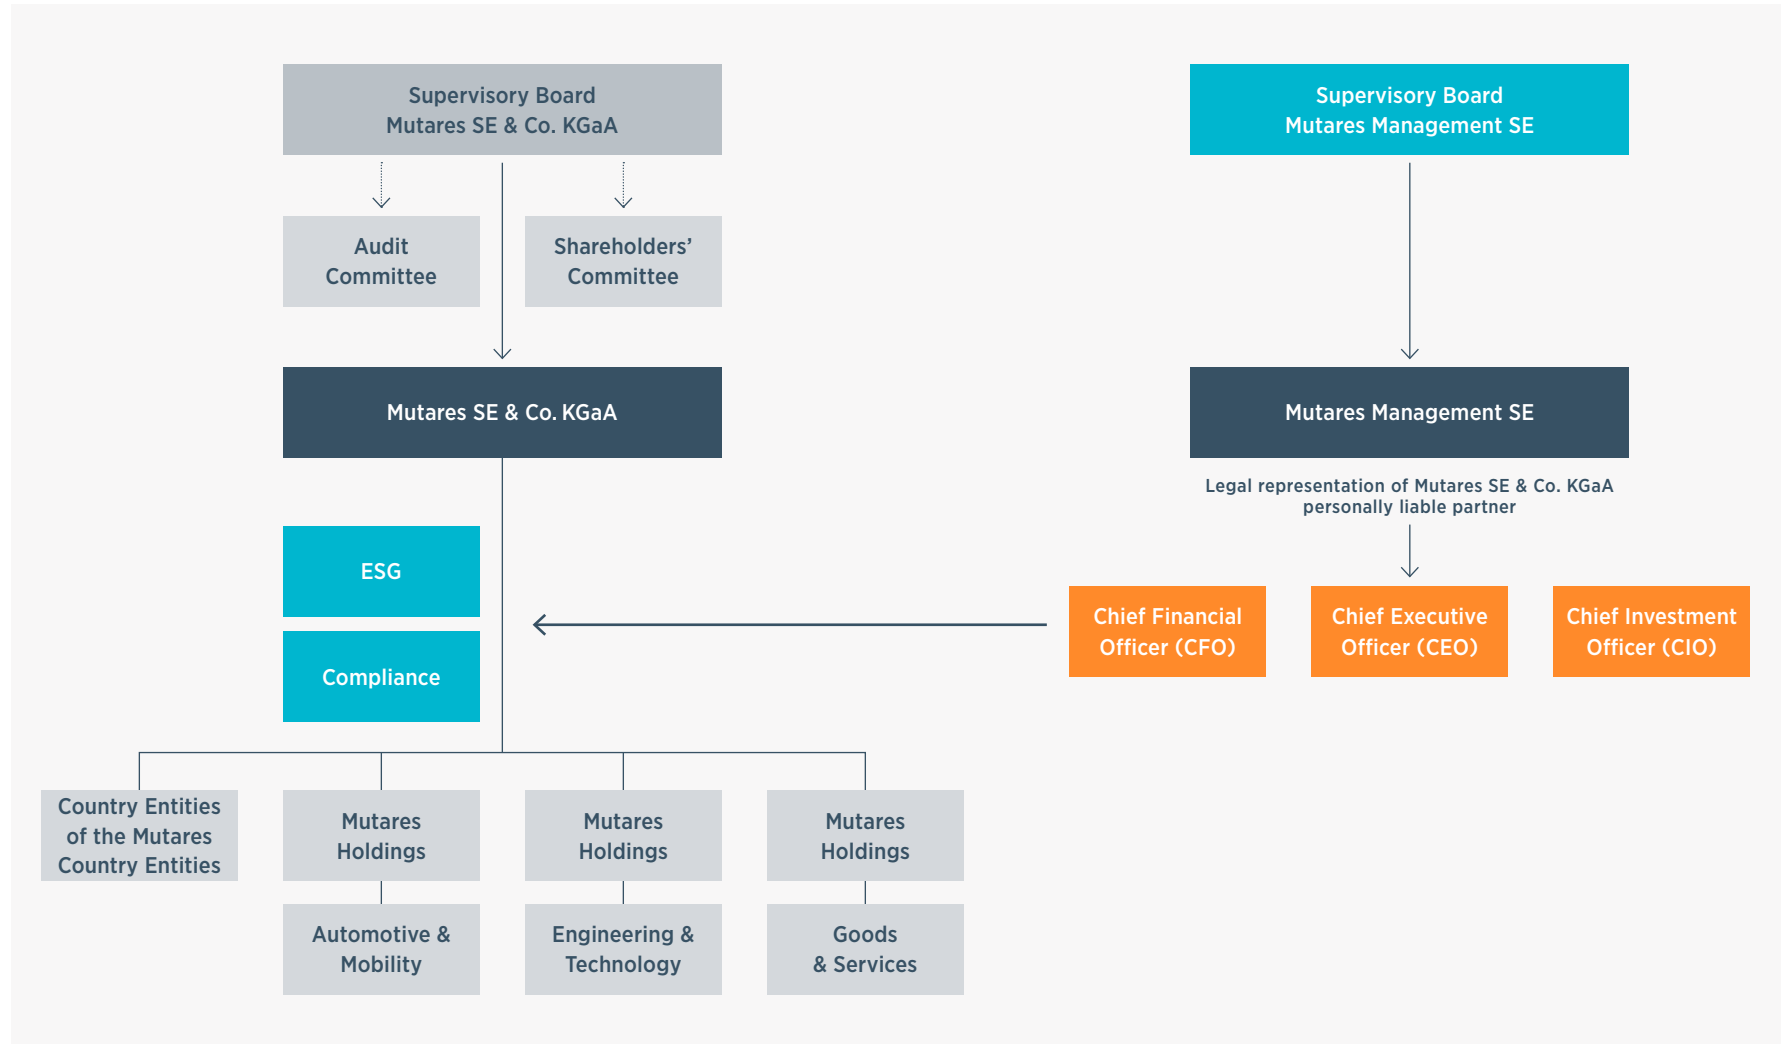 Supervisory Board
Mutares SE & Co. KGaA
Supervisory Board
Mutares Management SE
Audit
Committee
Shareholders’
Committee
Mutares SE & Co. KGaA
Mutares Management SE
Legal representation of Mutares SE & Co. KGaA
personally liable partner
ESG
Compliance
Chief Financial
Officer (CFO)
Chief Executive
Officer (CEO)
Chief Investment
Officer (CIO)
Country Entities
of the Mutares
Country Entities
Mutares
Holdings
Mutares
Holdings
Mutares
Holdings
Automotive &
Mobility
Engineering &
Technology
Goods
& Services